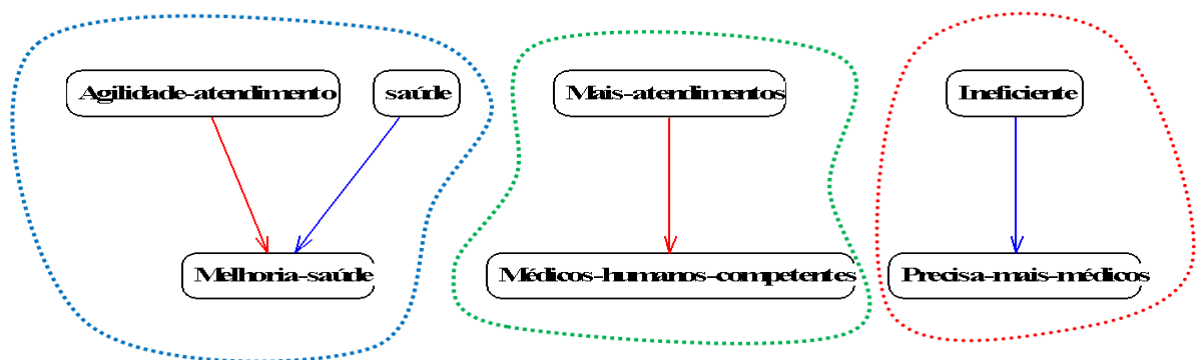 Agilidade-atendimento
saúde
Mais-atendimentos
Ineficiente
Melhoria-saúde
Médicos-humanos-competentes
Precisa-mais-médicos